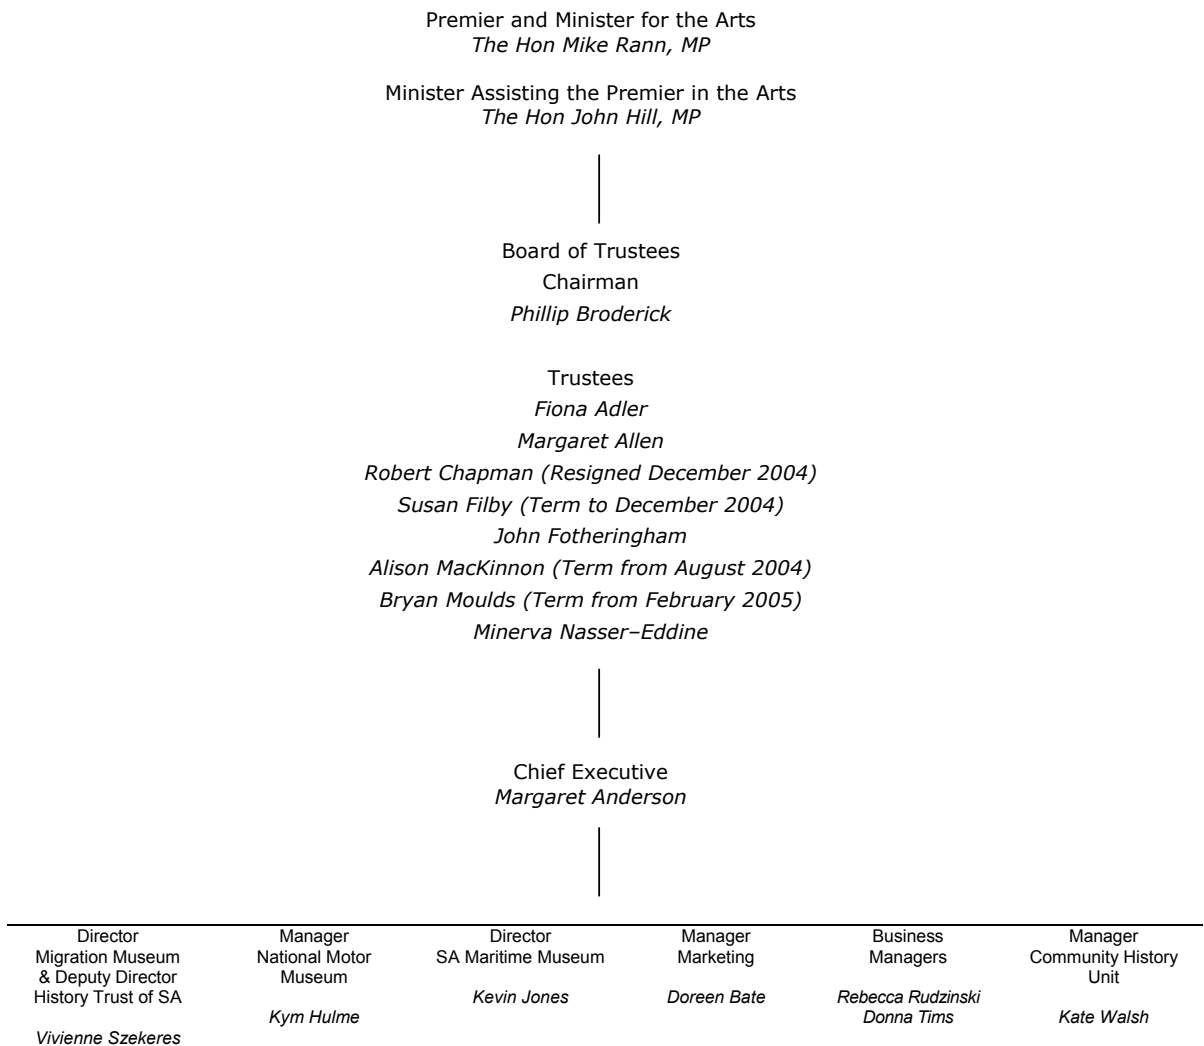 Premier and Minister for the Arts
The Hon Mike Rann, MP
Minister Assisting the Premier in the Arts
The Hon John Hill, MP
Board of Trustees
Chairman
Phillip Broderick
Trustees
Fiona Adler
Margaret Allen
Robert Chapman (Resigned December 2004)
Susan Filby (Term to December 2004)
John Fotheringham
Alison MacKinnon (Term from August 2004)
Bryan Moulds (Term from February 2005)
Minerva Nasser–Eddine
Chief Executive
Margaret Anderson
Director
Migration Museum
& Deputy Director
History Trust of SA
Vivienne Szekeres
Manager
National Motor
Museum
Kym Hulme
Director
SA Maritime Museum
Kevin Jones
Manager
Marketing
Doreen Bate
Business
Managers
Rebecca Rudzinski
Donna Tims
Manager
Community History
Unit
Kate Walsh